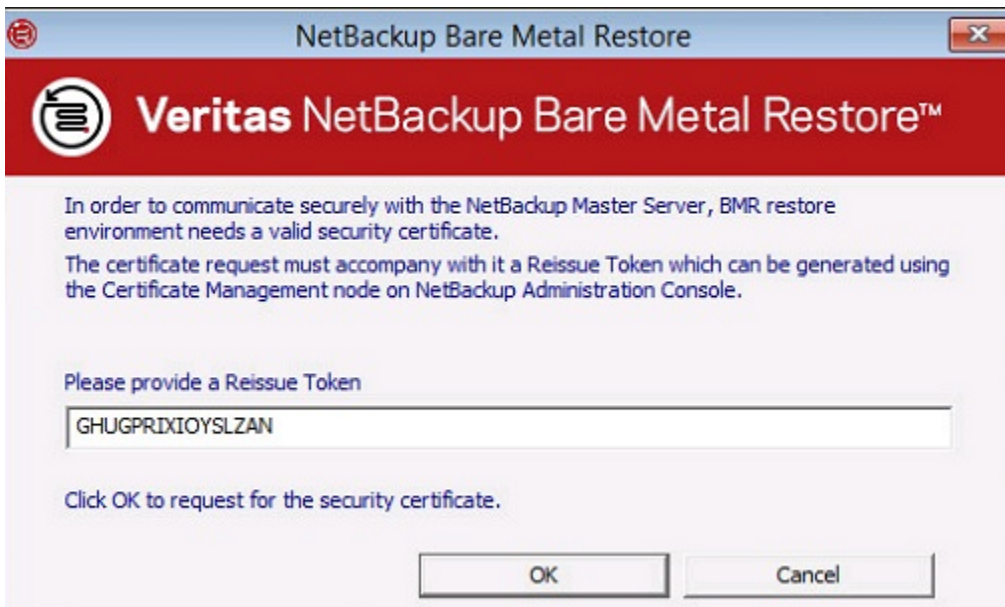 NetBackup Bare Metal Restore
Veritas NetBackup Bare Metal Restore™
In order to communicate securely with the NetBackup Master Server, BMR restore
environment needs a valid security certificate.
The certificate request must accompany with it a Reissue Token which can be generated using
the Certificate Management node on NetBackup Administration Console.
Please provide a Reissue Token
GHUGPRIXIOYSLZAN
Click OK to request for the security certificate.
OK
Cancel